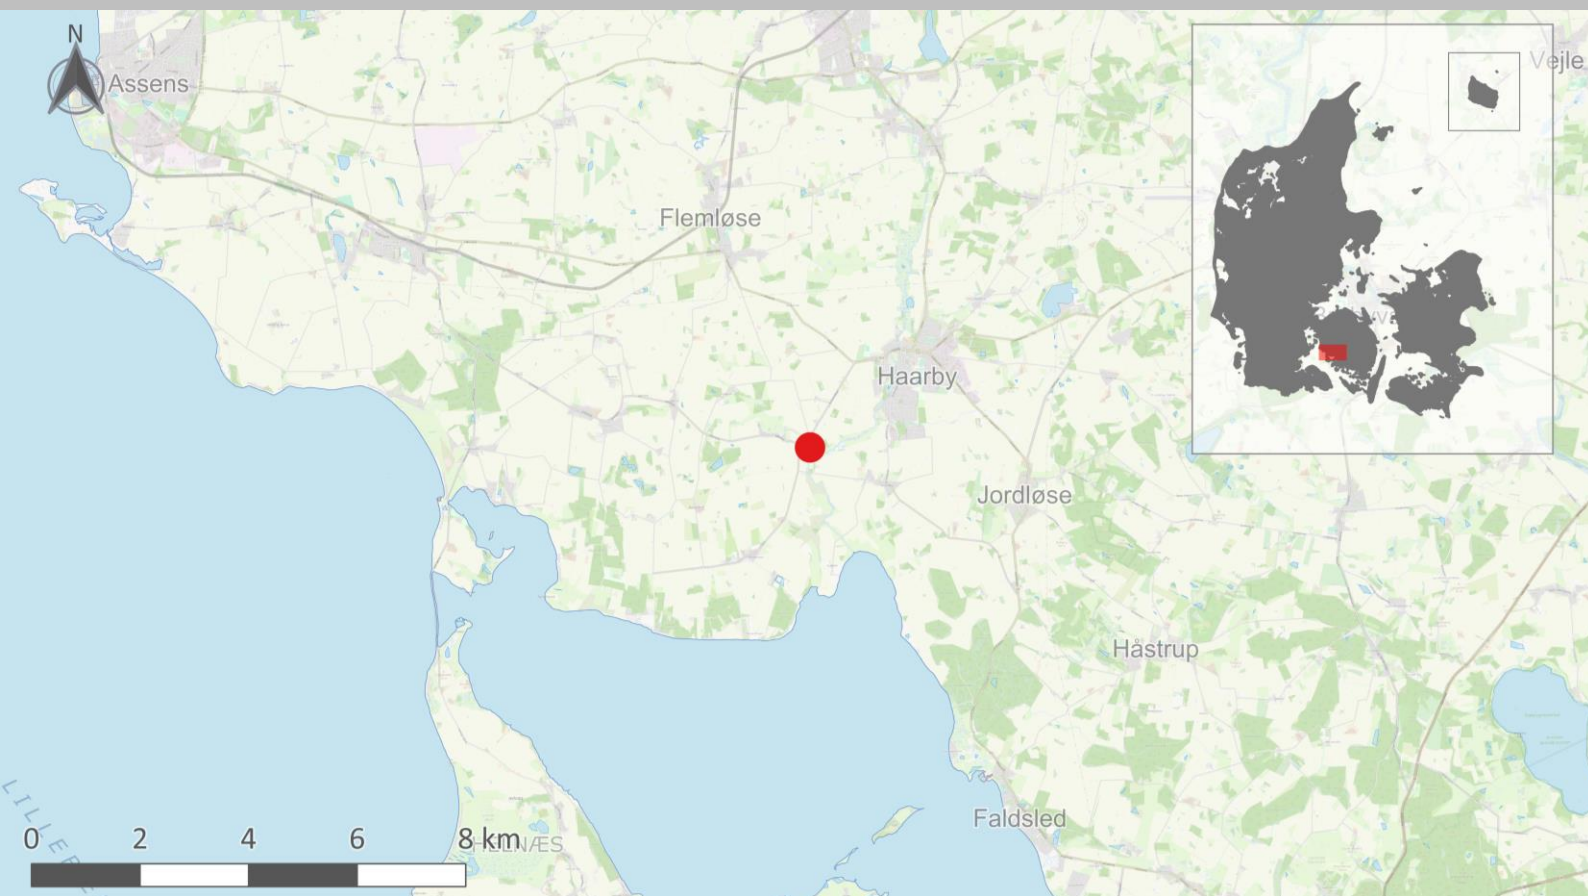 N
Assens
Vejle
Flemløse
Haarby
Jordløse
Håstrup
Faldsled
0 2 4 6 8 km